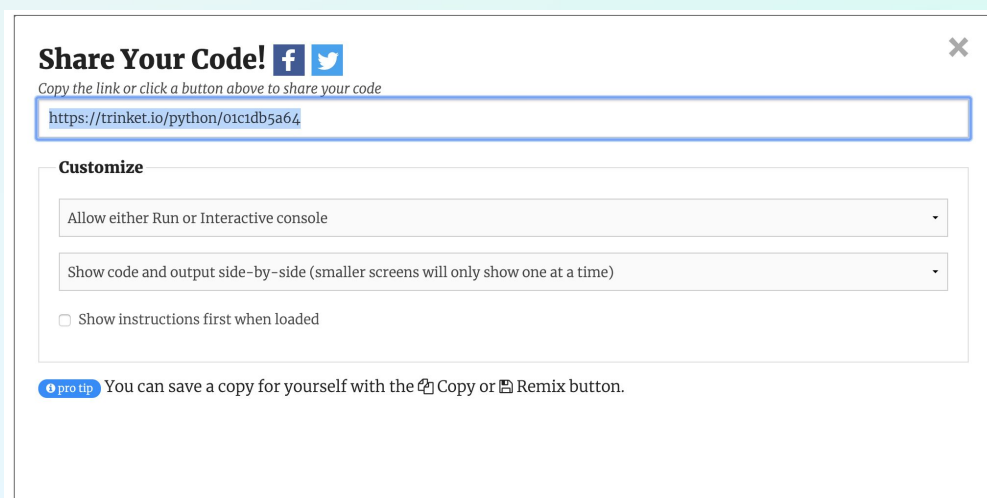 Share Your Code!
Copy the link or click a button above to share your code
https://trinket.io/python/01c1db5a64
Customize
Allow either Run or Interactive console
Show code and output side-by-side (smaller screens will only show one at a time)
Show instructions first when loaded
pro tip You can save a copy for yourself with the Copy or Remix button.